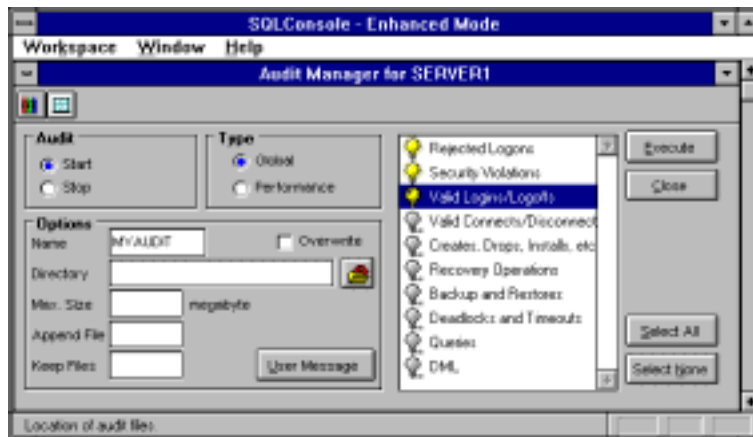 SQLConsole - Enhanced Mode
Workspace Window Help
Audit Manager for SERVER1
Audit
Start
Stop
Type
Global
Performance
Options
Name MYAUDIT Overwrite
Directory
Max. Size megabyte
Append File
Keep Files User Message
Rejected Logons
Security Violations
Valid Logins/Logoffs
Valid Connects/Disconnect
Creates, Drops, Installs, etc
Recovery Operations
Backup and Restores
Deadlocks and Timeouts
Queries
DML
Execute
Close
Select All
Select None
Location of audit files.